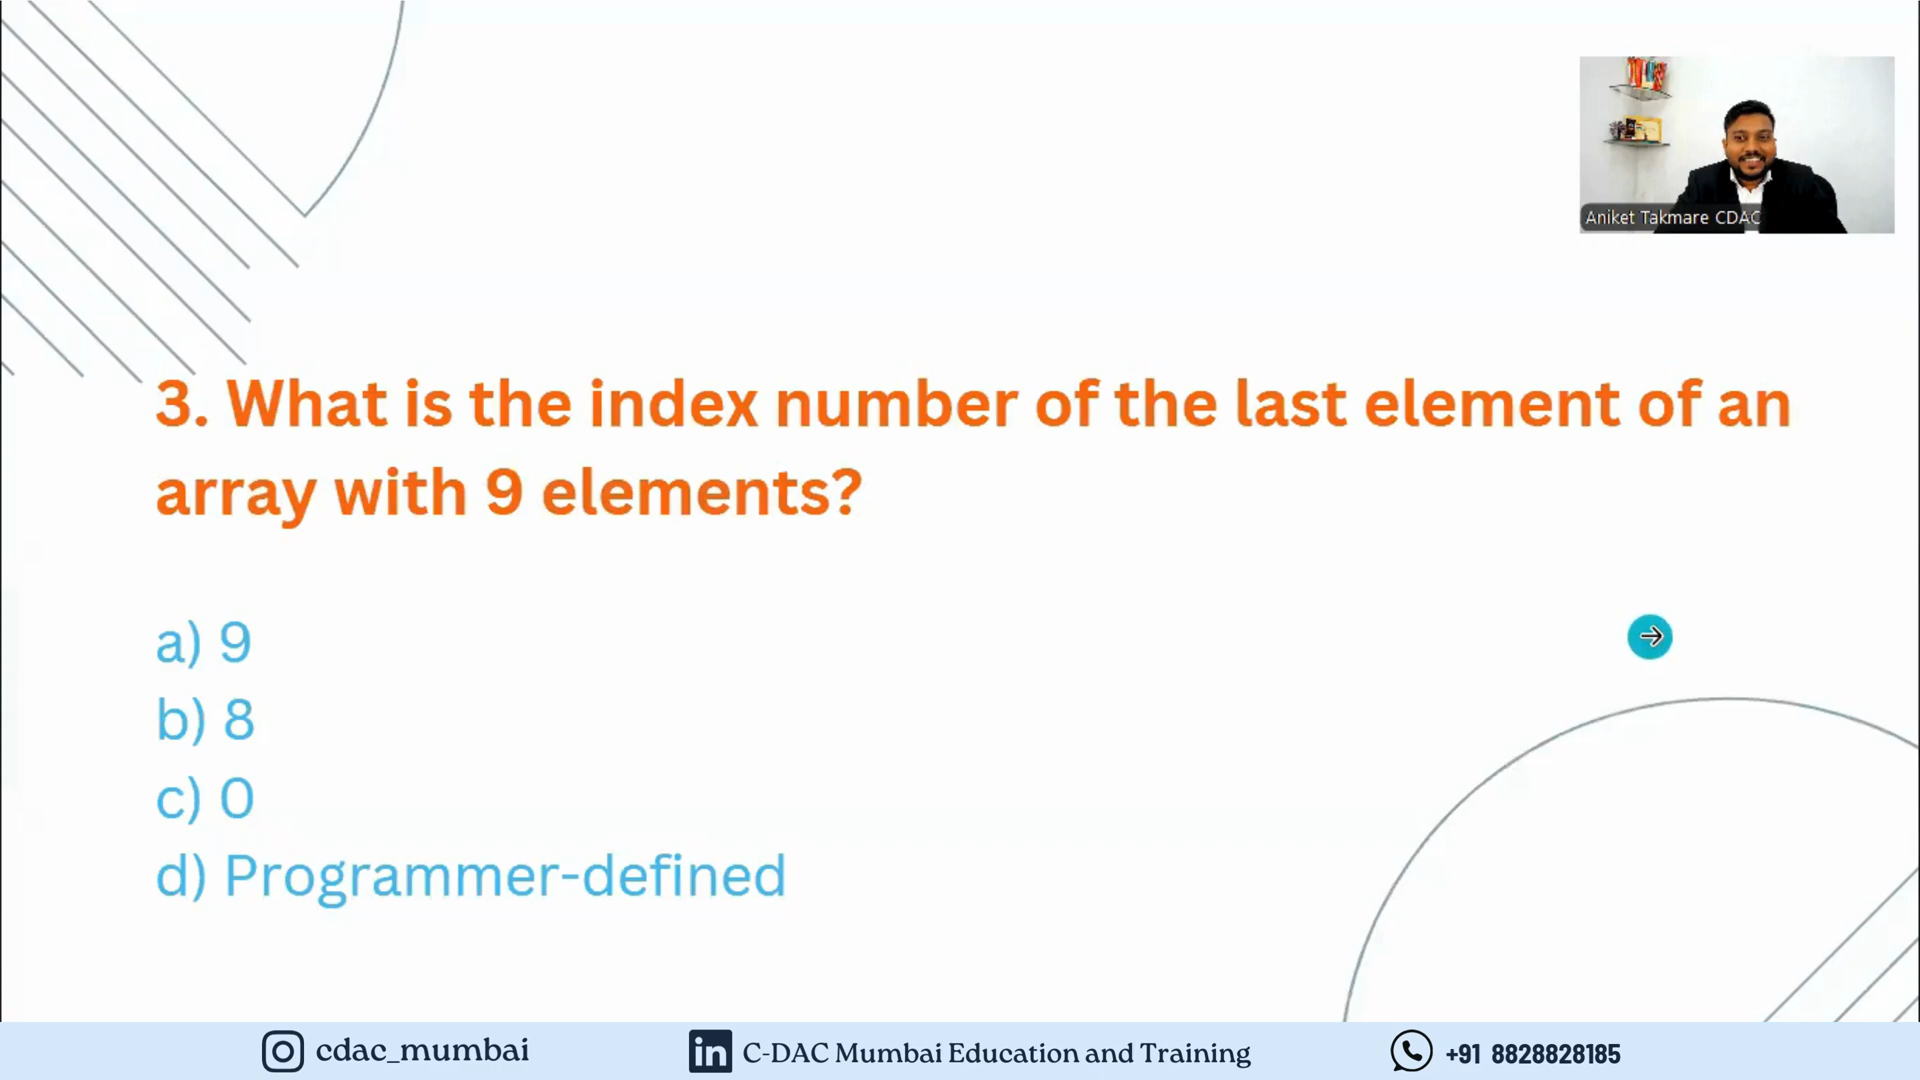 Aniket Takmare CDAC
3. What is the index number of the last element of an
array with 9 elements?
a) 9
b) 8
c) 0
d) Programmer-defined
cdac_mumbai
in C-DAC Mumbai Education and Training
+91 8828828185